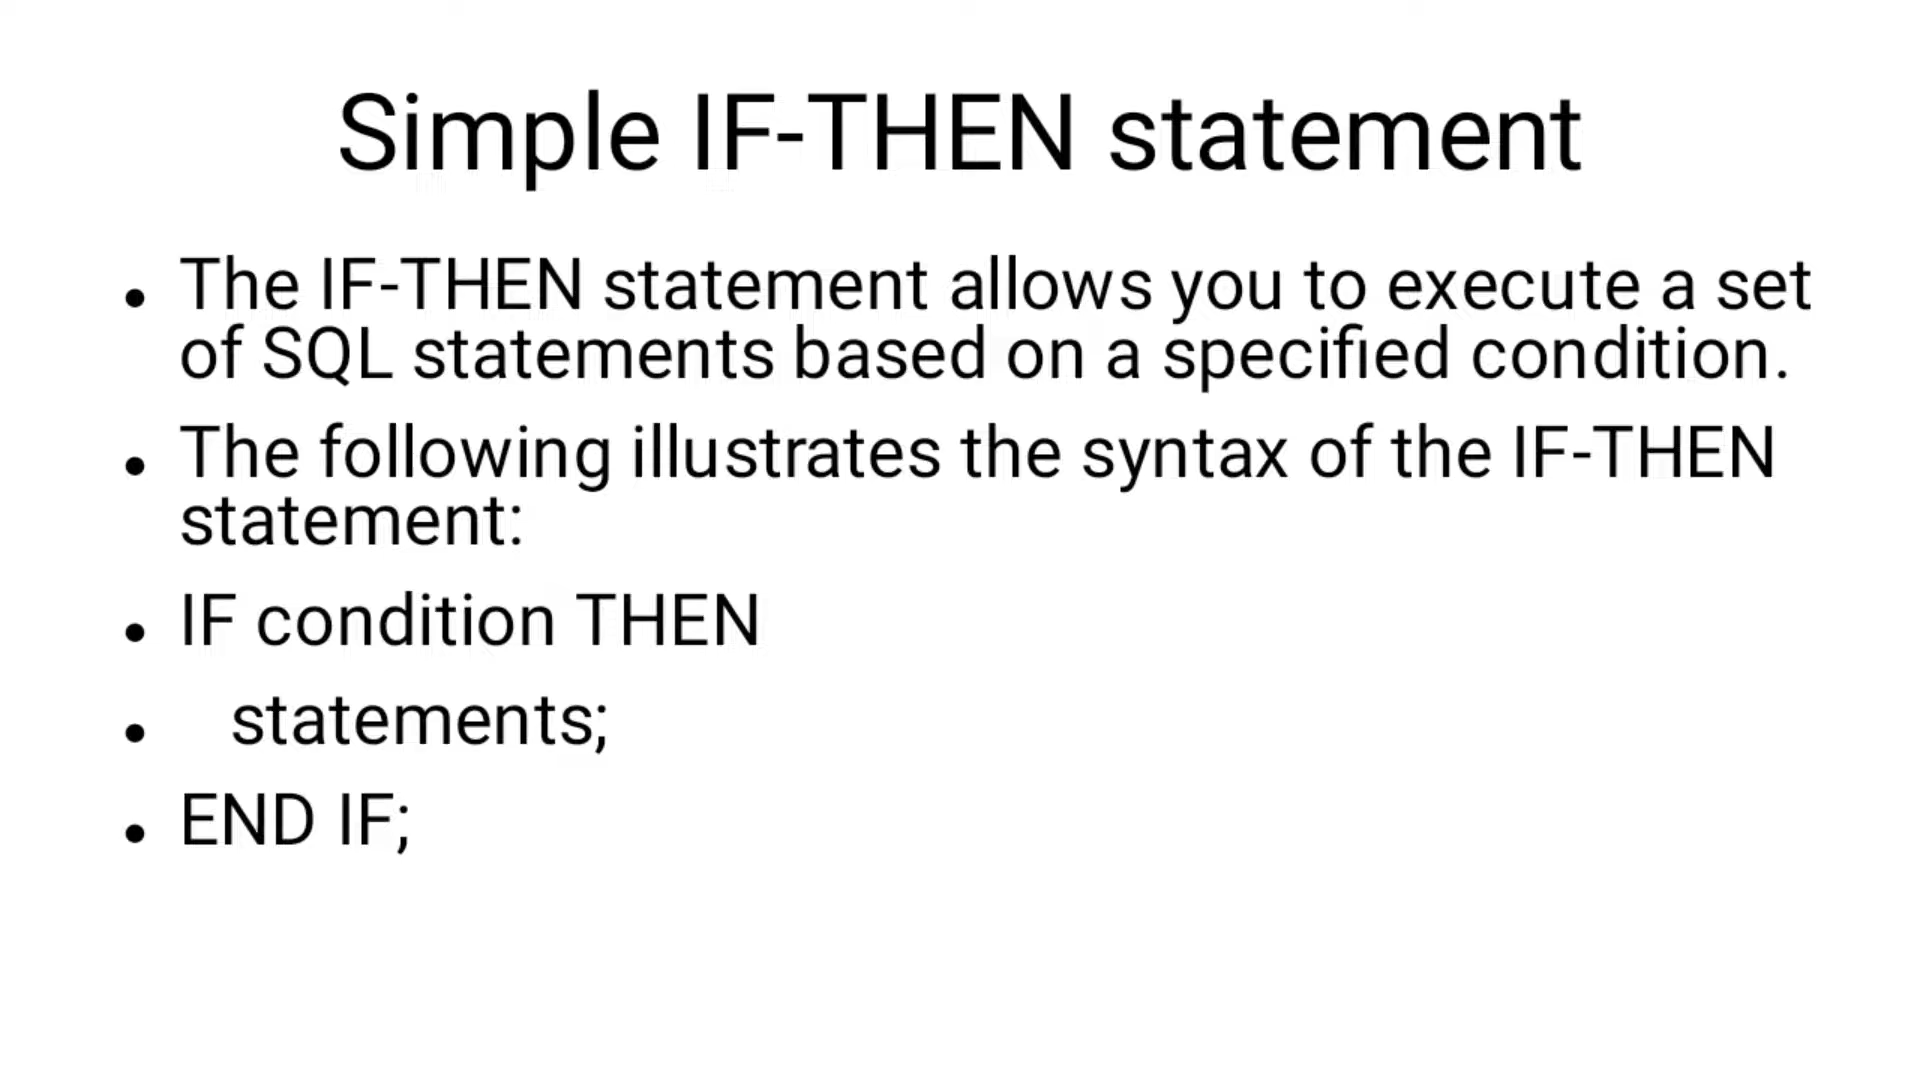 Simple IF-THEN statement
• The IF-THEN statement allows you to execute a set
of SQL statements based on a specified condition.
• The following illustrates the syntax of the IF-THEN
statement:
• IF condition THEN
•    statements;
• END IF;